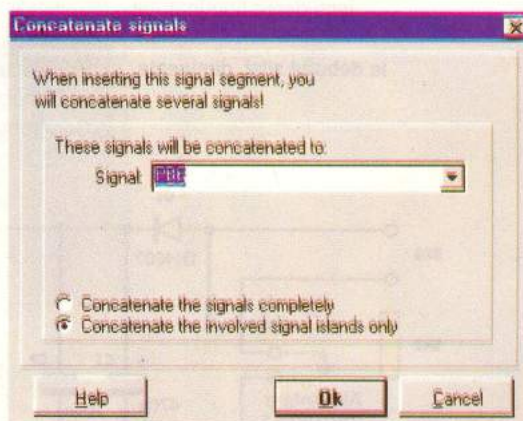 Concatenate signals
When inserting this signal segment, you
will concatenate several signals!
These signals will be concatenated to:
Signal:
Concatenate the signals completely
Concatenate the involved signal islands only
Help
Ok
Cancel